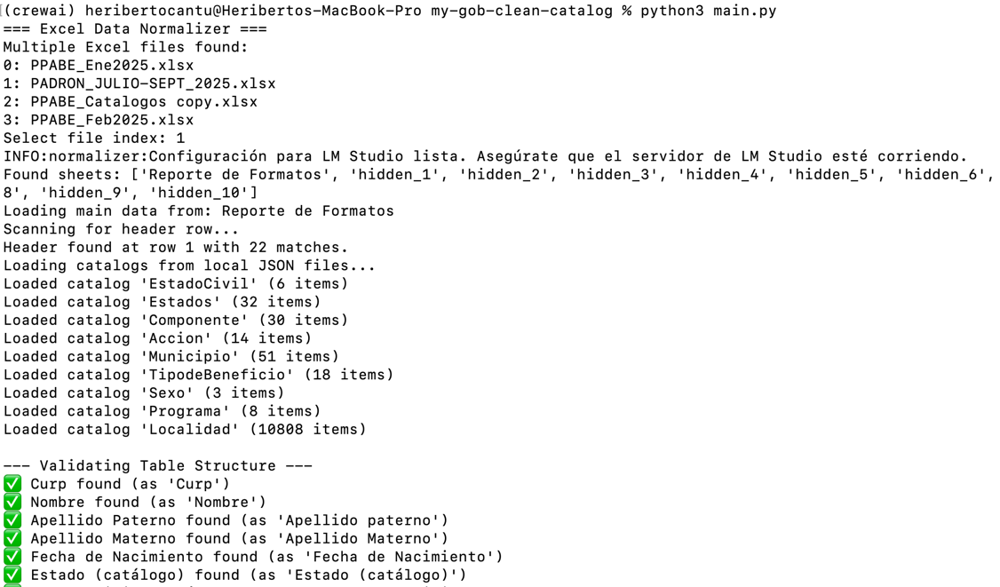 (crewai) heribertocantu@Heribertos-MacBook-Pro my-gob-clean-catalog % python3 main.py
=== Excel Data Normalizer ===
Multiple Excel files found:
0: PPABE_Ene2025.xlsx
1: PADRON_JULIO-SEPT_2025.xlsx
2: PPABE_Catalogos copy.xlsx
3: PPABE_Feb2025.xlsx
Select file index: 1
INFO:normalizer:Configuración para LM Studio lista. Asegúrate que el servidor de LM Studio esté corriendo.
Found sheets: ['Reporte de Formatos', 'hidden_1', 'hidden_2', 'hidden_3', 'hidden_4', 'hidden_5', 'hidden_6',
8', 'hidden_9', 'hidden_10']
Loading main data from: Reporte de Formatos
Scanning for header row...
Header found at row 1 with 22 matches.
Loading catalogs from local JSON files...
Loaded catalog 'EstadoCivil' (6 items)
Loaded catalog 'Estados' (32 items)
Loaded catalog 'Componente' (30 items)
Loaded catalog 'Accion' (14 items)
Loaded catalog 'Municipio' (51 items)
Loaded catalog 'TipodeBeneficio' (18 items)
Loaded catalog 'Sexo' (3 items)
Loaded catalog 'Programa' (8 items)
Loaded catalog 'Localidad' (10808 items)
--- Validating Table Structure ---
✅ Curp found (as 'Curp')
✅ Nombre found (as 'Nombre')
✅ Apellido Paterno found (as 'Apellido paterno')
✅ Apellido Materno found (as 'Apellido Materno')
✅ Fecha de Nacimiento found (as 'Fecha de Nacimiento')
✅ Estado (catálogo) found (as 'Estado (catálogo)')